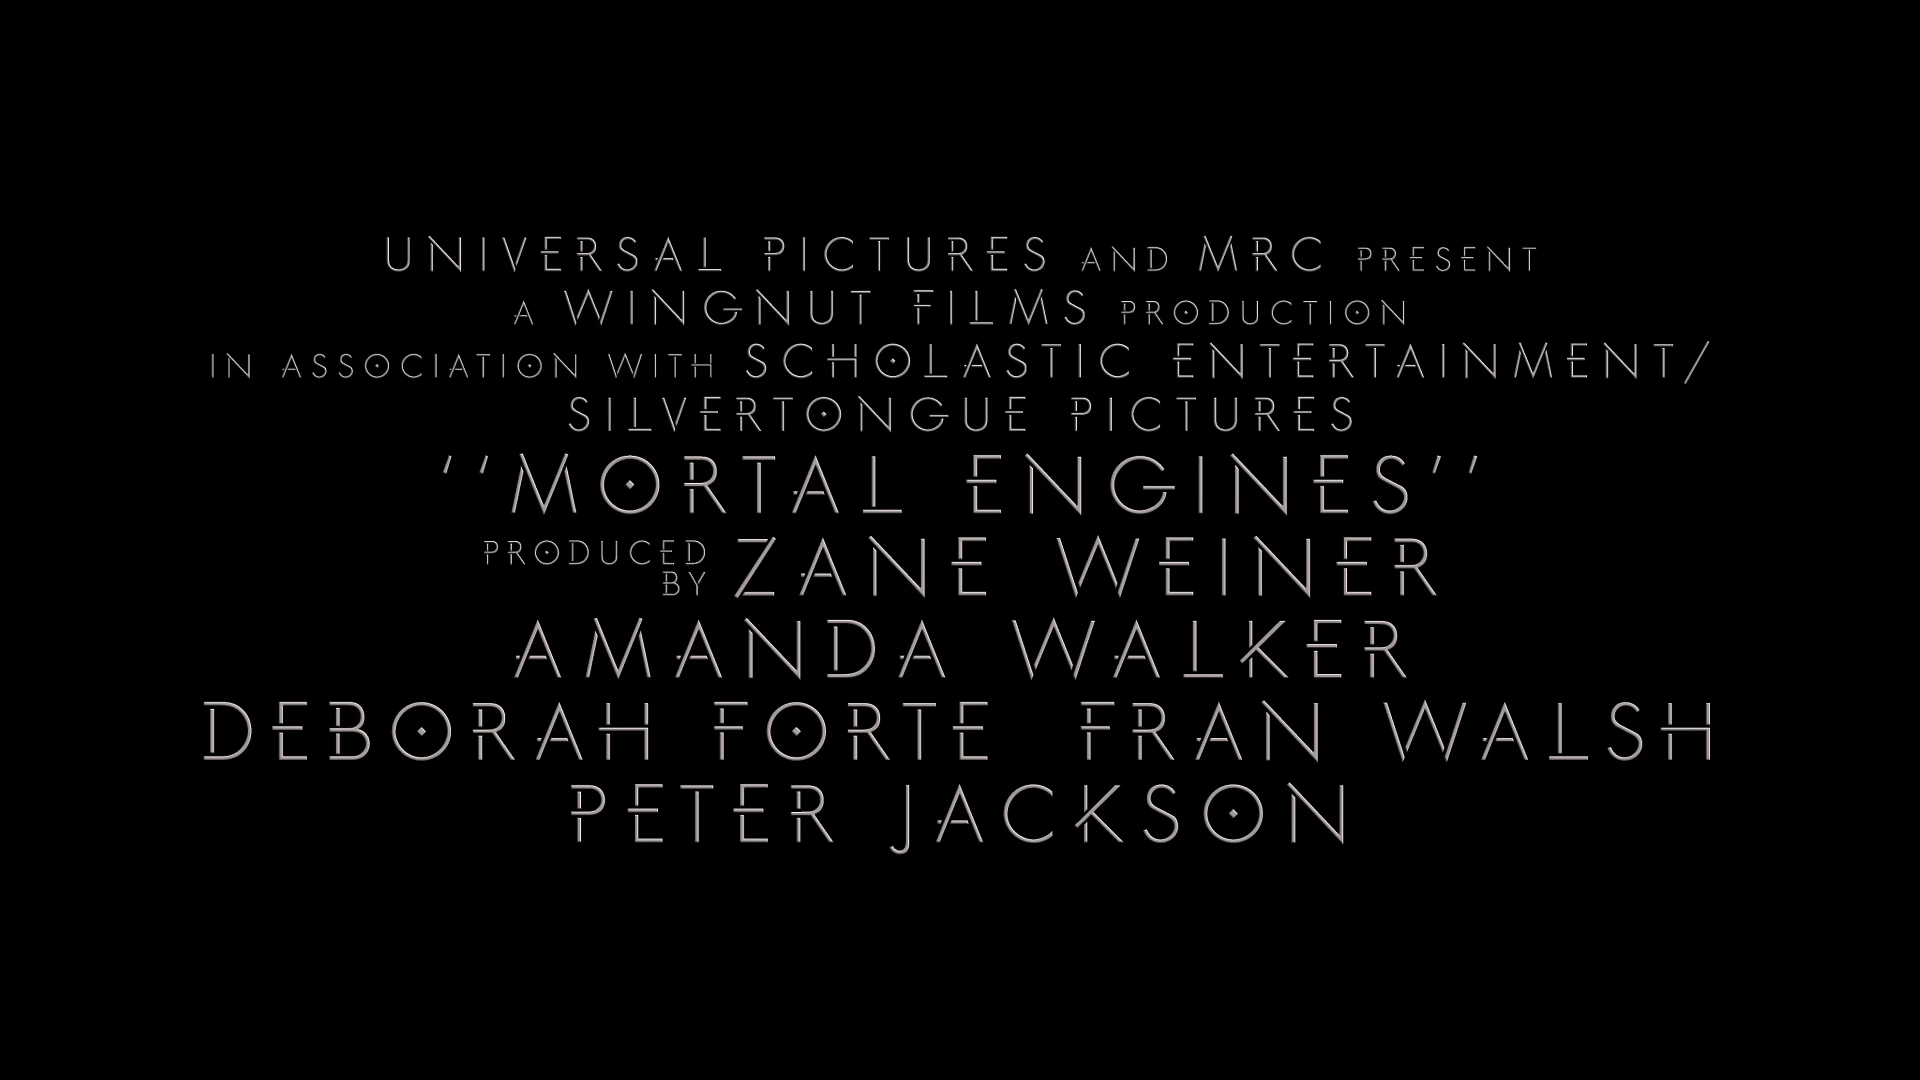 UNIVERSAL PICTURES AND MRC PRESENT
A WINGNUT FILMS PRODUCTION
IN ASSOCIATION WITH SCHOLASTIC ENTERTAINMENT/
SILVERTONGUE PICTURES
"MORTAL ENGINES"
PRODUCED BY ZANE WEINER
AMANDA WALKER
DEBORAH FORTE FRAN WALSH
PETER JACKSON